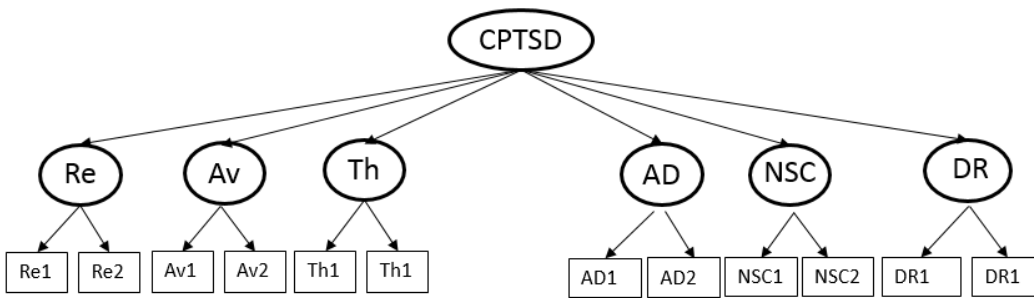 CPTSD
Re Av Th AD NSC DR
Re1 Re2 Av1 Av2 Th1 Th1 AD1 AD2 NSC1 NSC2 DR1 DR1